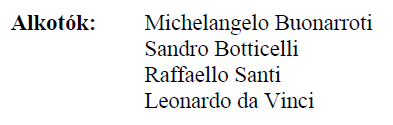 Alkotók: Michelangelo Buonarroti
Sandro Botticelli
Raffaello Santi
Leonardo da Vinci